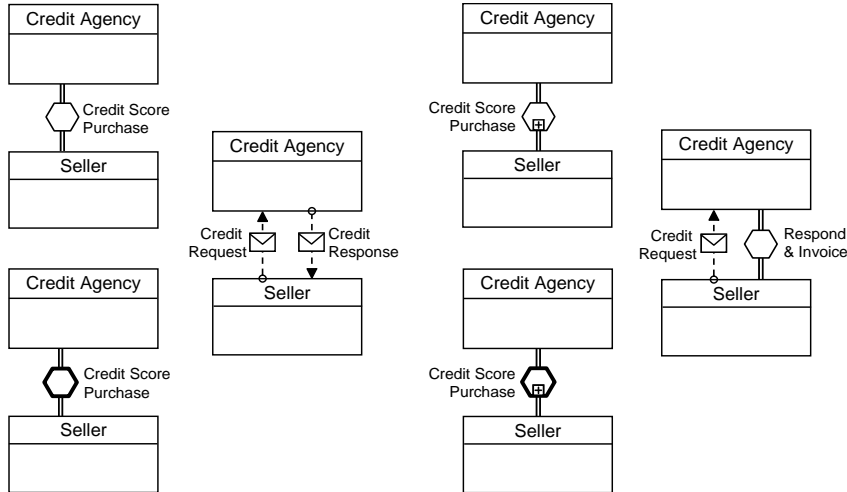 Credit Agency
Credit Score
Purchase
Seller
Credit Agency
Credit
Request
Credit
Response
Seller
Credit Agency
Credit Score
Purchase
Seller
Credit Agency
Credit Score
Purchase
Seller
Credit Agency
Credit
Request
Respond
& Invoice
Seller
Credit Agency
Credit Score
Purchase
Seller